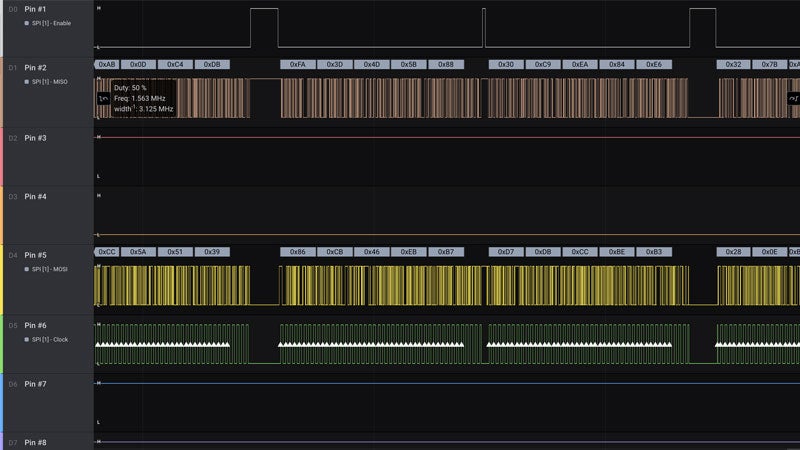 D0 Pin #1
H
SPI [1] - Enable
L
0xAB 0x0D 0xC4 0xDB 0xFA 0x3D 0x4D 0x5B 0x88 0x30 0xC9 0xEA 0x84 0xE6 0x32 0x7B
D1 Pin #2
SPI [1] - MISO
Duty: 50 %
Freq: 1.563 MHz
width⁻¹: 3.125 MHz
D2 Pin #3
H
L
D3 Pin #4
H
L
0xCC 0x5A 0x51 0x39 0x86 0xCB 0x46 0xEB 0xB7 0xD7 0xDB 0xCC 0xBE 0xB3 0x28 0x0E
D4 Pin #5
SPI [1] - MOSI
L
D5 Pin #6
H
SPI [1] - Clock
L
D6 Pin #7
H
L
D7 Pin #8
H